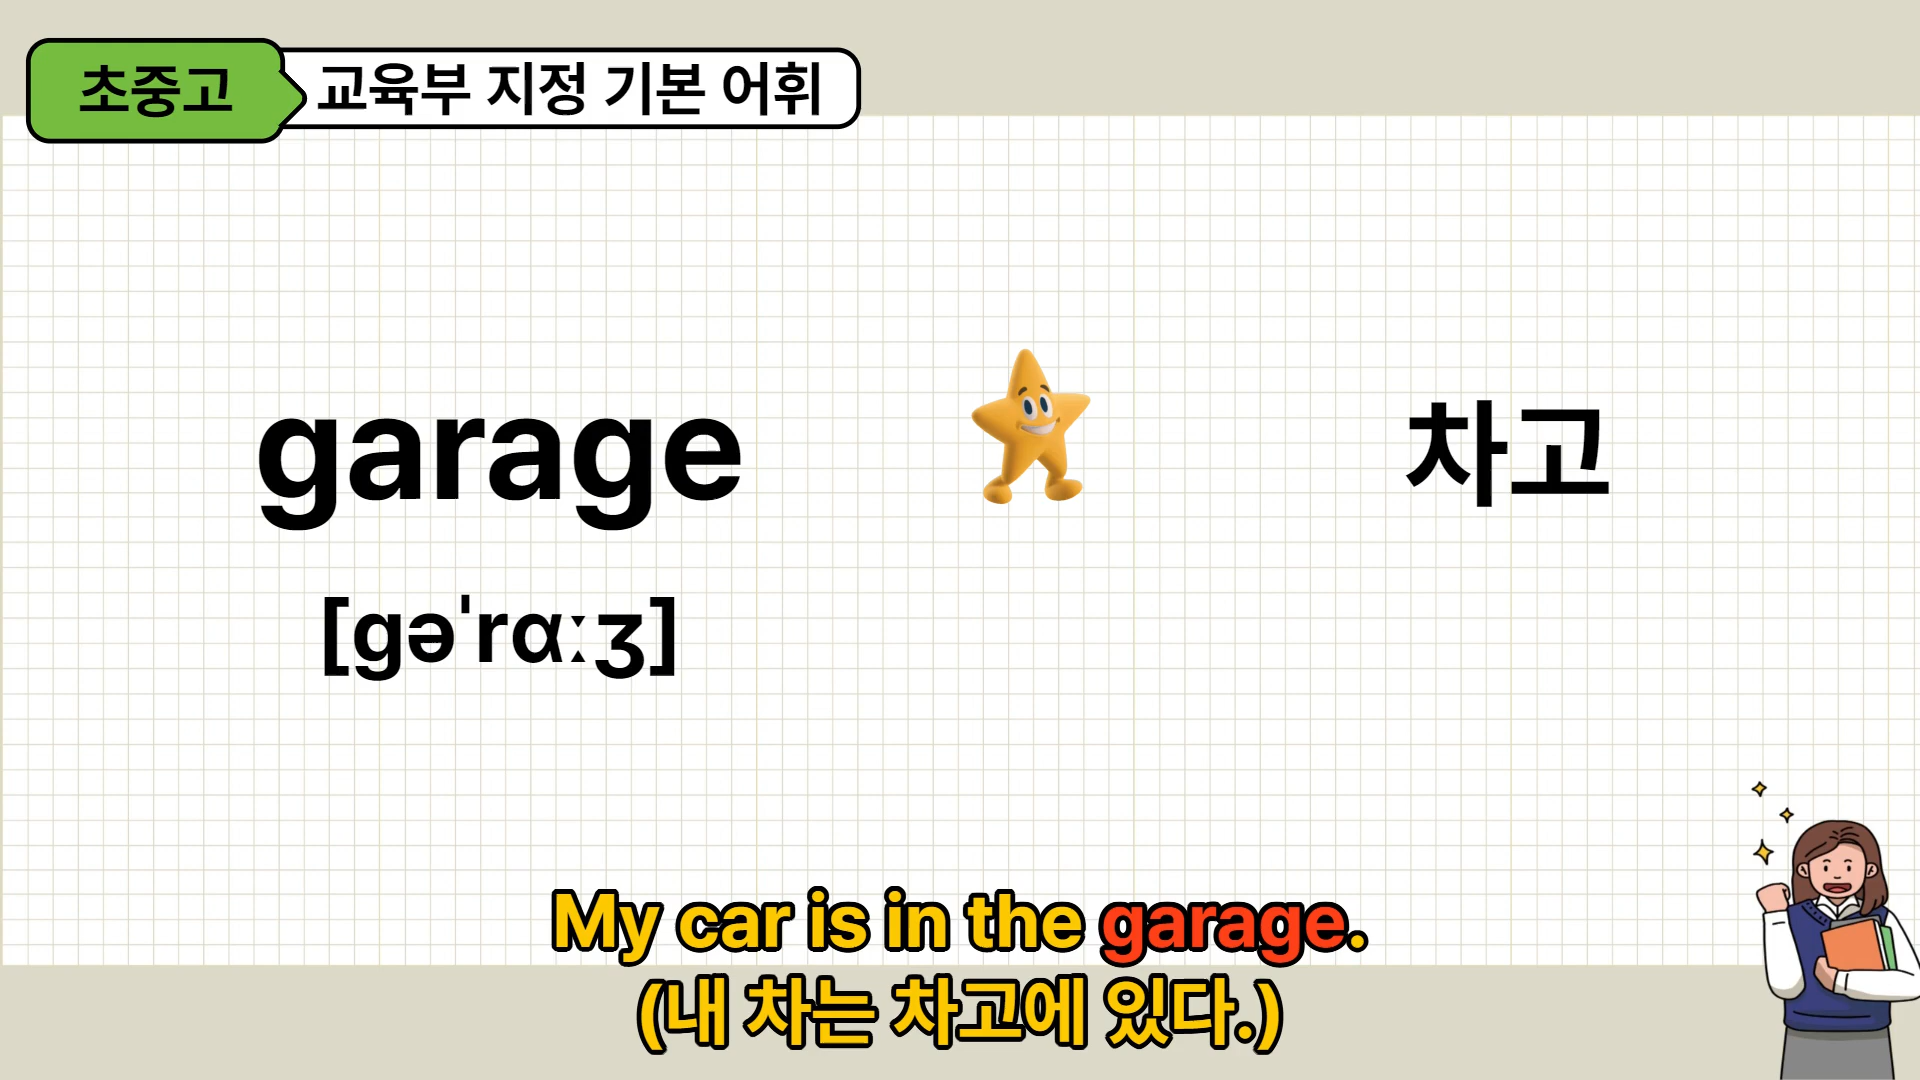 초중고
교육부 지정 기본 어휘
garage
차고
[gəˈrɑːʒ]
My car is in the garage.
(내 차는 차고에 있다.)